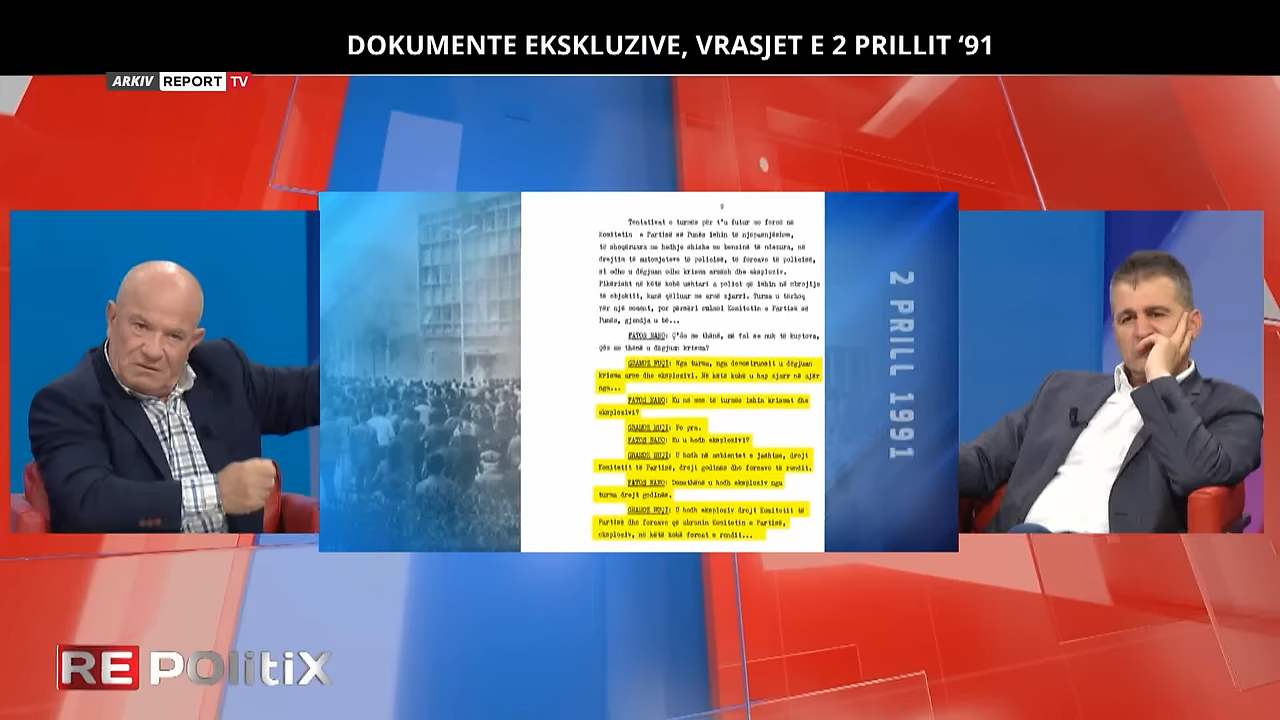 DOKUMENTE EKSKLUZIVE, VRASJET E 2 PRILLIT ‘91
ARKIV REPORT TV
9
Tentativat e turmës për t'u futur me forcë në
Komitetin e Partisë së Punës ishin të njëpasnjëshme,
të shoqëruara me hedhje shishe me benzinë të ndezura, në
drejtim të automjeteve të policisë, të forcave të policisë,
si edhe u dëgjuan edhe krisma armësh dhe eksploziv.
Pikërisht në këtë kohë ushtarë e polici që ishin në mbrojtje
të objektit, kanë qëlluar me armë zjarri. Turma u tërhoq
për një moment, por përsëri sulmoi Komitetin e Partisë së
Punës, gjendja u bë...
FATOS NANO: Ç'do me thënë, më fal se nuk të kuptova,
çdo me thënë u dëgjuan krisma?
GRAMOZ RUÇI: Nga turma, nga demostruesit u dëgjuan
krisma arme dhe eksplozivi. Në këtë kohë u hap zjarr në ajër
nga...
FATOS NANO: Ku në mes të turmës ishin krismat dhe
eksplozivi?
GRAMOZ RUÇI: Po pra.
FATOS NANO: Ku u hodh eksplozivi?
GRAMOZ RUÇI: U hodh në ambientet e jashtme, drejt
Komitetit të Partisë, drejt godinës dhe forcave të rendit.
FATOS NANO: Domethënë u hodh eksploziv nga
turma drejt godinës.
GRAMOZ RUÇI: U hodh eksploziv drejt Komitetit të
Partisë dhe forcave që ruanin Komitetin e Partisë,
eksploziv, në këtë kohë forcat e rendit...
2 PRILL 1991
RE POlitiX